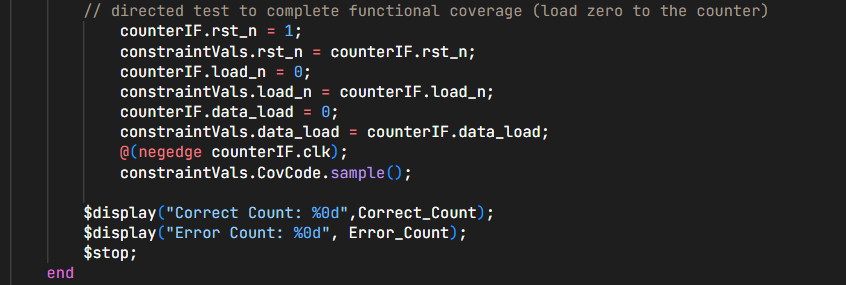 // directed test to complete functional coverage (load zero to the counter)
counterIF.rst_n = 1;
constraintVals.rst_n = counterIF.rst_n;
counterIF.load_n = 0;
constraintVals.load_n = counterIF.load_n;
counterIF.data_load = 0;
constraintVals.data_load = counterIF.data_load;
@(negedge counterIF.clk);
constraintVals.CovCode.sample();
$display("Correct Count: %0d",Correct_Count);
$display("Error Count: %0d", Error_Count);
$stop;
end